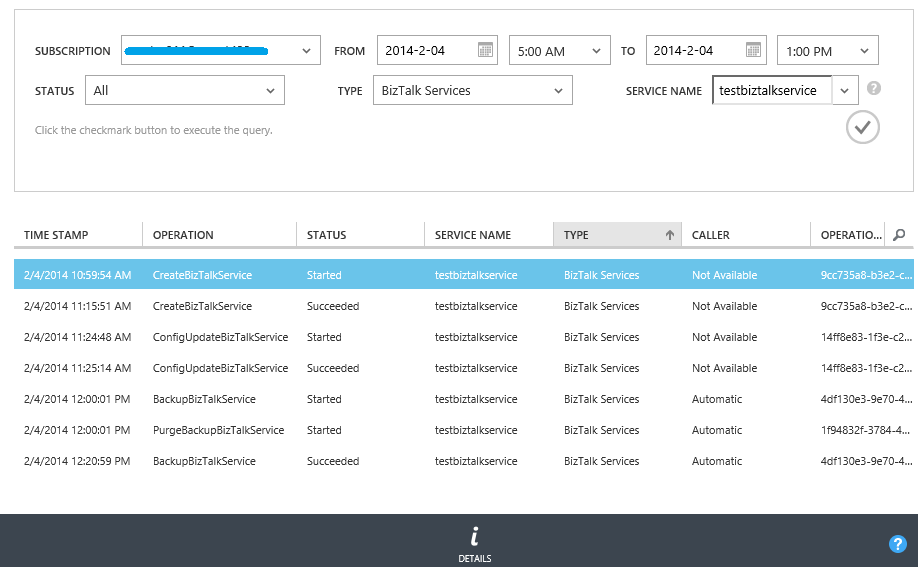 SUBSCRIPTION FROM 2014-2-04 5:00 AM TO 2014-2-04 1:00 PM
STATUS All TYPE BizTalk Services SERVICE NAME testbiztalkservice ?
Click the checkmark button to execute the query.
TIME STAMP OPERATION STATUS SERVICE NAME TYPE CALLER OPERATIO...
2/4/2014 10:59:54 AM CreateBizTalkService Started testbiztalkservice BizTalk Services Not Available 9cc735a8-b3e2-c...
2/4/2014 11:15:51 AM CreateBizTalkService Succeeded testbiztalkservice BizTalk Services Not Available 9cc735a8-b3e2-c...
2/4/2014 11:24:48 AM ConfigUpdateBizTalkService Started testbiztalkservice BizTalk Services Not Available 14ff8e83-1f3e-c2...
2/4/2014 11:25:14 AM ConfigUpdateBizTalkService Succeeded testbiztalkservice BizTalk Services Not Available 14ff8e83-1f3e-c2...
2/4/2014 12:00:01 PM BackupBizTalkService Started testbiztalkservice BizTalk Services Automatic 4df130e3-9e70-4...
2/4/2014 12:00:01 PM PurgeBackupBizTalkService Started testbiztalkservice BizTalk Services Automatic 1f94832f-3784-4...
2/4/2014 12:20:59 PM BackupBizTalkService Succeeded testbiztalkservice BizTalk Services Automatic 4df130e3-9e70-4...
i
DETAILS
?